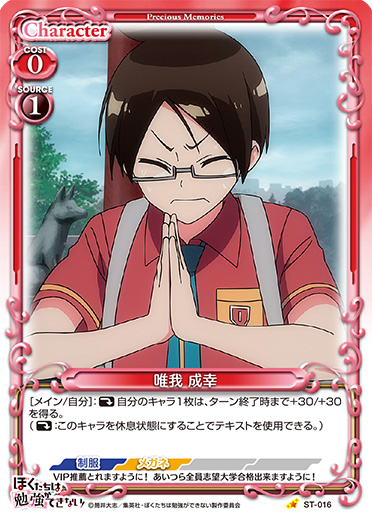 Precious Memories
Character
COST
0
SOURCE
1
唯我 成幸
[メイン/自分]:自分のキャラ1枚は、ターン終了時まで+30/+30
を得る。
(:このキャラを休息状態にすることでテキストを使用できる。)
制服 メガネ
VIP推薦とれますように! あいつら全員志望大学合格出来ますように!
ぼくたちは
勉強ができない
©筒井大志/集英社・ぼくたちは勉強ができない製作委員会
ST-016